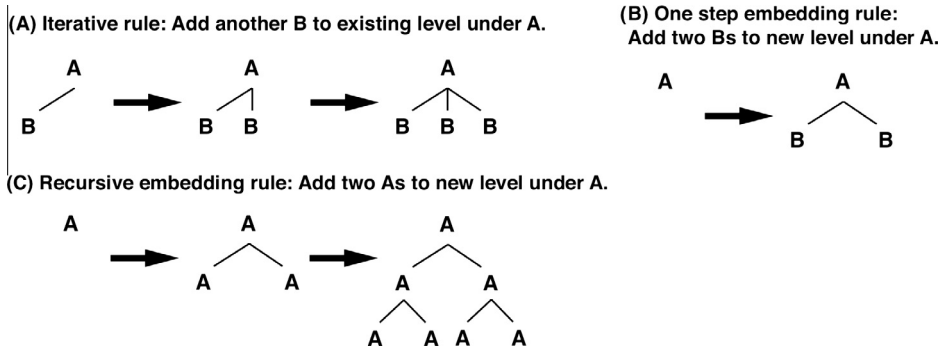 (A) Iterative rule: Add another B to existing level under A.
A A A
B B B B B B
(B) One step embedding rule:
Add two Bs to new level under A.
A A
B B
(C) Recursive embedding rule: Add two As to new level under A.
A A A
A A A A
A A A A